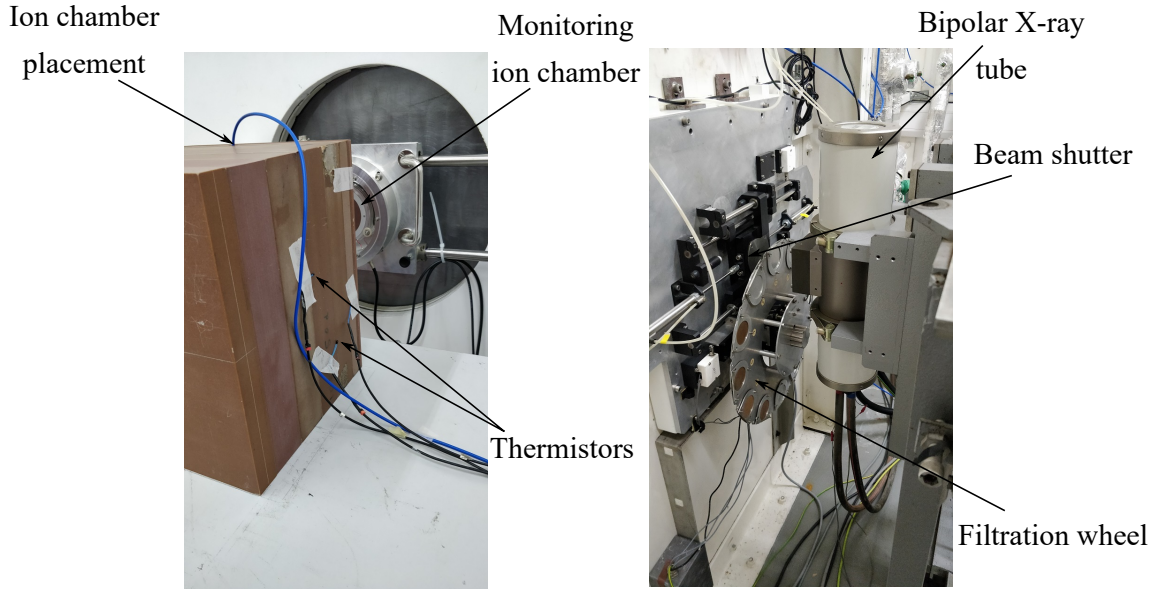 Ion chamber
placement
Monitoring
ion chamber
Thermistors
Bipolar X-ray
tube
Beam shutter
Filtration wheel